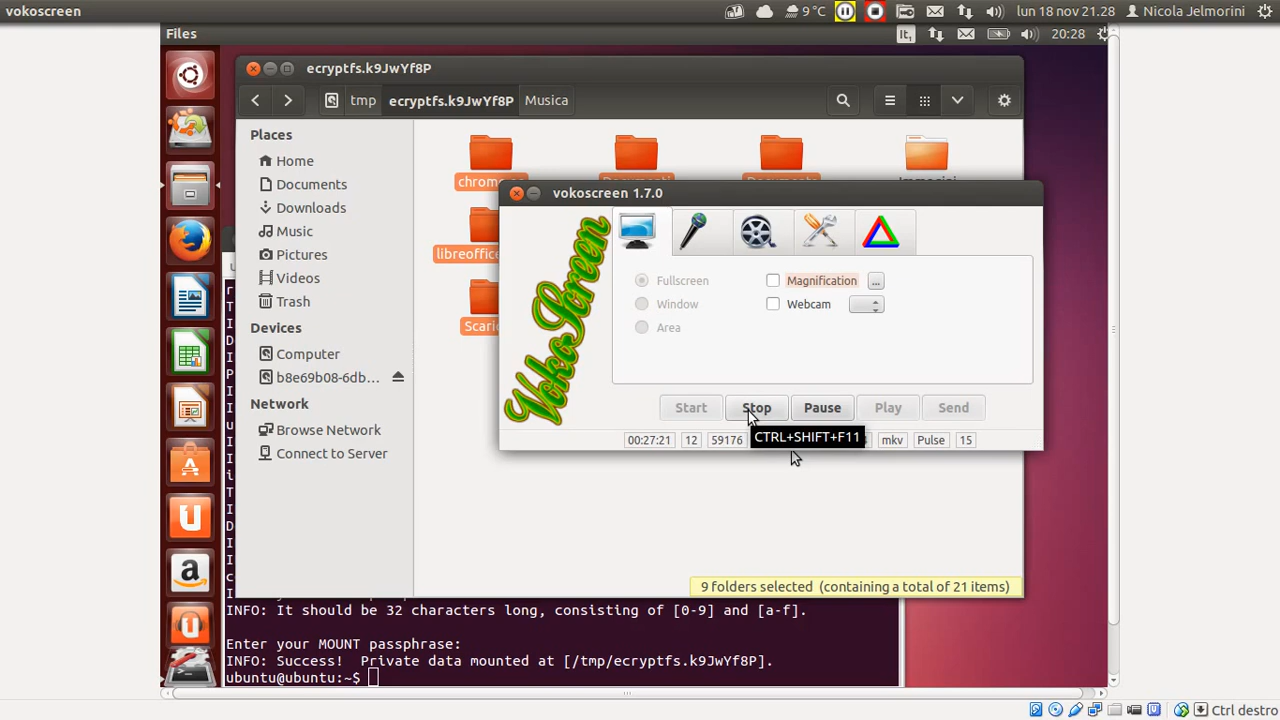 vokoscreen
9 °C
lun 18 nov 21.28
Nicola Jelmorini
Files
It₁
20:28
ecryptfs.k9JwYf8P
tmp
ecryptfs.k9JwYf8P
Musica
Places
Home
Documents
Downloads
Music
Pictures
Videos
Trash
Devices
Computer
b8e69b08-6db...
Network
Browse Network
Connect to Server
vokoscreen 1.7.0
VokoScreen
Fullscreen
Magnification
...
Window
Webcam
Area
Start
Stop
Pause
Play
Send
CTRL+SHIFT+F11
00:27:21
12
59176
mkv
Pulse
15
9 folders selected (containing a total of 21 items)
INFO: It should be 32 characters long, consisting of [0-9] and [a-f].
Enter your MOUNT passphrase:
INFO: Success! Private data mounted at [/tmp/ecryptfs.k9JwYf8P].
ubuntu@ubuntu:~$
Ctrl destro